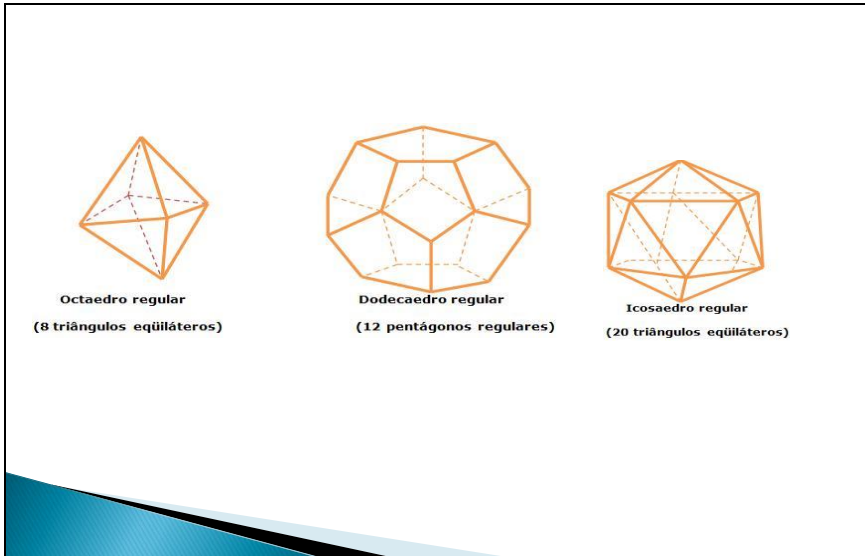 Octaedro regular
(8 triângulos eqüiláteros)
Dodecaedro regular
(12 pentágonos regulares)
Icosaedro regular
(20 triângulos eqüiláteros)